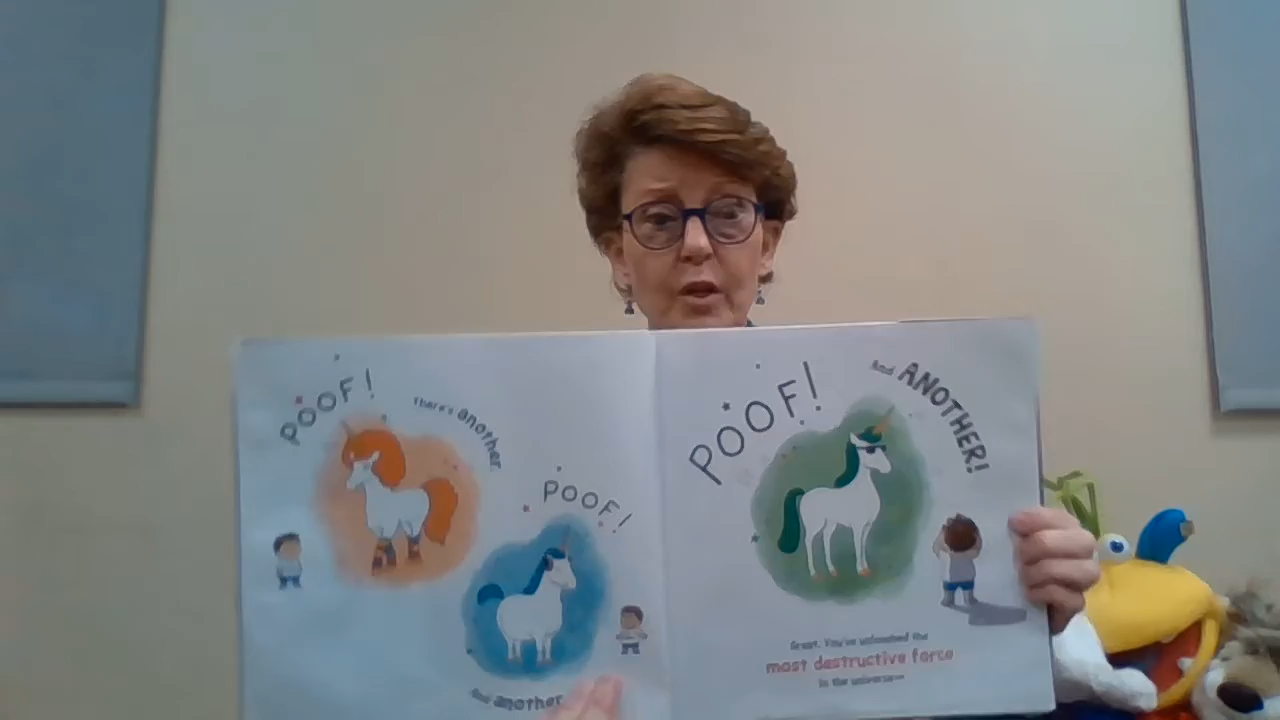 POOF!
There's another.
POOF!
And another.
POOF!
And ANOTHER!
Great. You've unleashed the
most destructive force
in the universe—